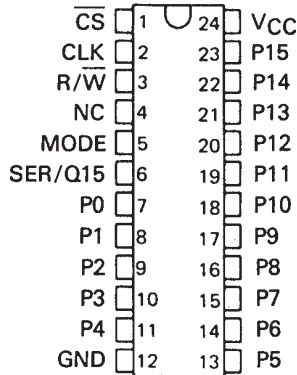 C̅S̅ 1 24 VCC
CLK 2 23 P15
R/W̅ 3 22 P14
NC 4 21 P13
MODE 5 20 P12
SER/Q15 6 19 P11
P0 7 18 P10
P1 8 17 P9
P2 9 16 P8
P3 10 15 P7
P4 11 14 P6
GND 12 13 P5